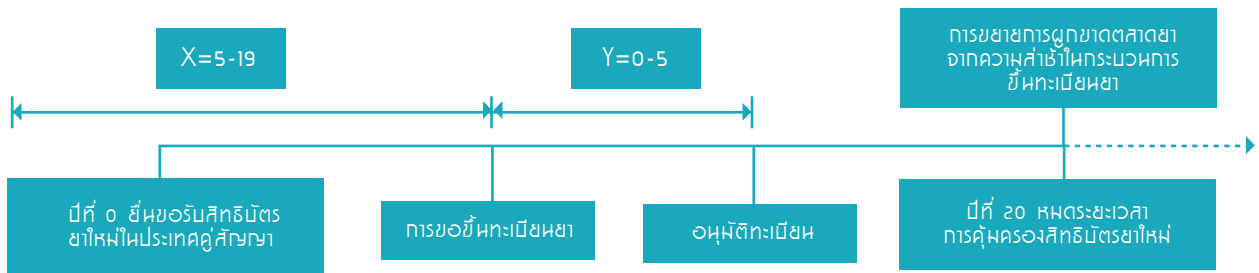 X=5-19
Y=0-5
การขยายการผูกขาดตลาดยา
จากความล่าช้าในกระบวนการ
ขึ้นทะเบียนยา
ปีที่ 0 ยื่นขอรับสิทธิบัตร
ยาใหม่ในประเทศคู่สัญญา
การขอขึ้นทะเบียนยา
อนุมัติทะเบียน
ปีที่ 20 หมดระยะเวลา
การคุ้มครองสิทธิบัตรยาใหม่